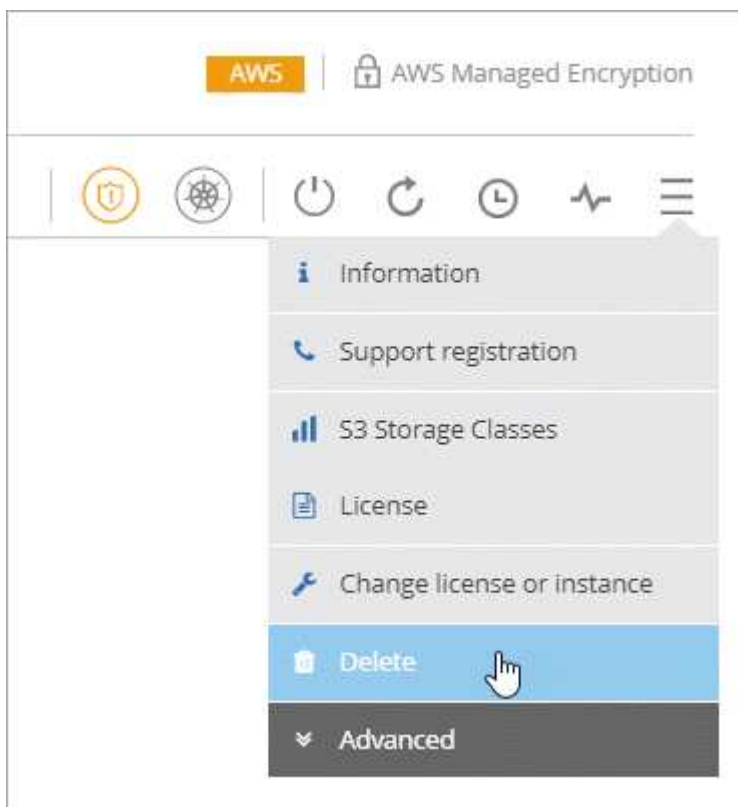 AWS
AWS Managed Encryption
Information
Support registration
S3 Storage Classes
License
Change license or instance
Delete
Advanced